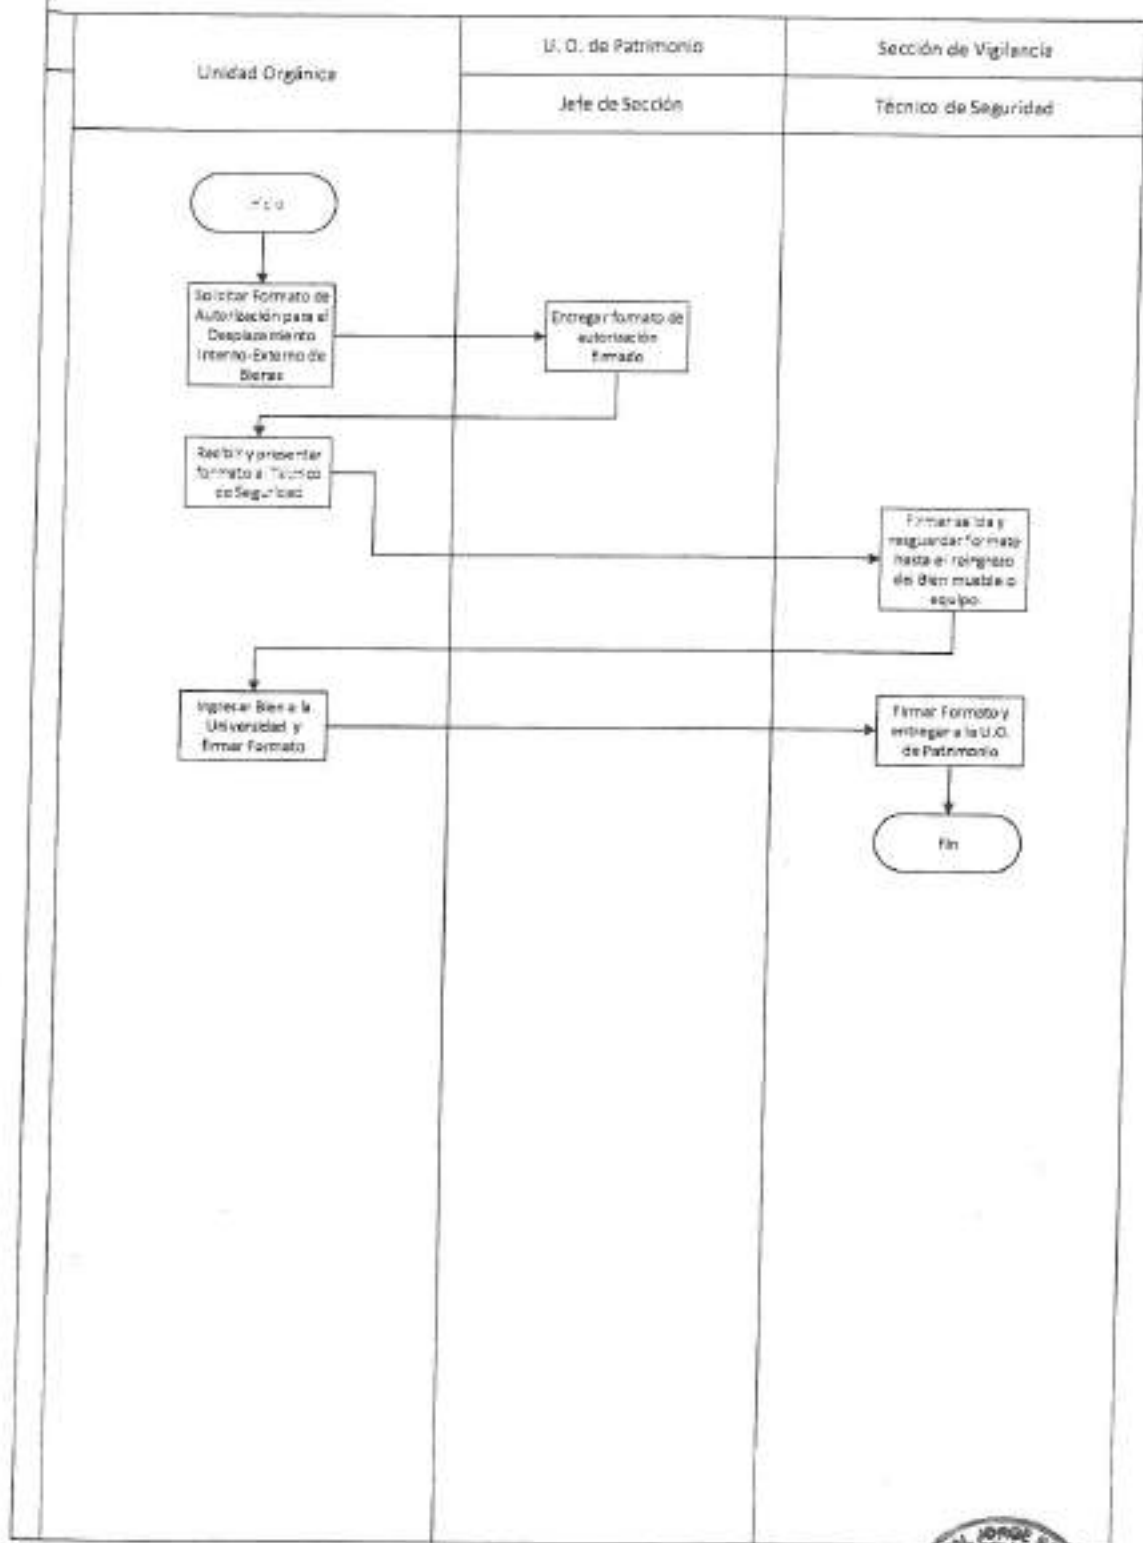 Unidad Orgánica
U. O. de Patrimonio
Sección de Vigilancia
Jefe de Sección
Técnico de Seguridad
Inicio
Solicitar Formato de
Autorización para el
Desplazamiento
Interno-Externo de
Bienes
Entregar formato de
autorización
firmado
Recibir y presentar
formato al Técnico
de Seguridad
Firmar salida y
resguardar formato
hasta el reingreso
del Bien mueble o
equipo.
Ingresar Bien a la
Universidad y
firmar Formato
Firmar Formato y
entregar a la U.O.
de Patrimonio
Fin
JORGE